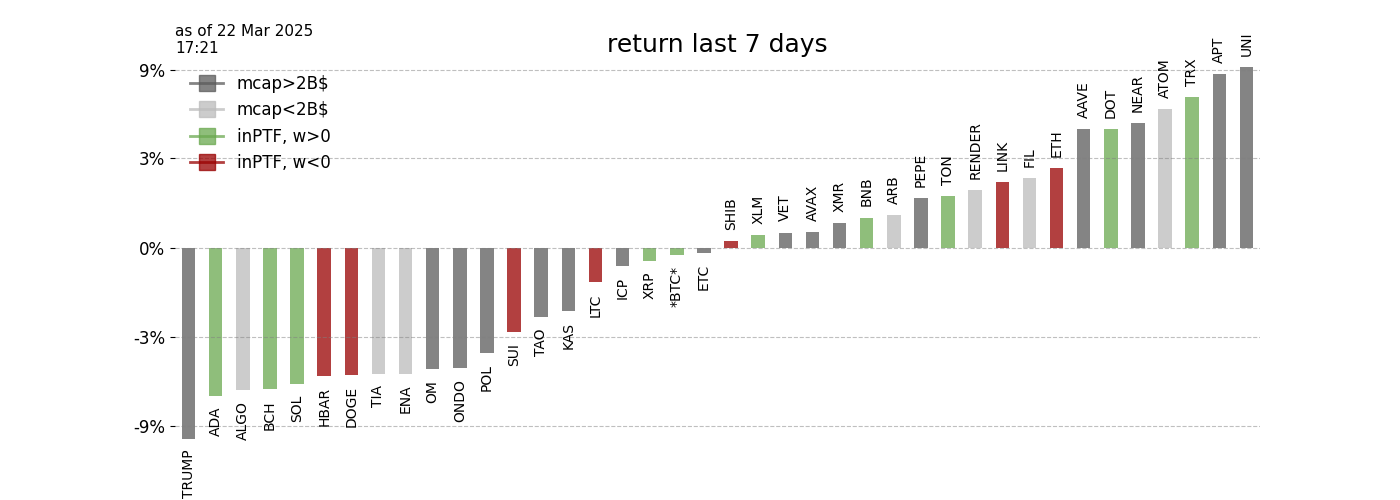 as of 22 Mar 2025
17:21
return last 7 days
9%
3%
0%
-3%
-9%
mcap>2B$
mcap<2B$
inPTF, w>0
inPTF, w<0
TRUMP
ADA
ALGO
BCH
SOL
HBAR
DOGE
TIA
ENA
OM
ONDO
POL
SUI
TAO
KAS
LTC
ICP
XRP
*BTC*
ETC
SHIB
XLM
VET
AVAX
XMR
BNB
ARB
PEPE
TON
RENDER
LINK
FIL
ETH
AAVE
DOT
NEAR
ATOM
TRX
APT
UNI